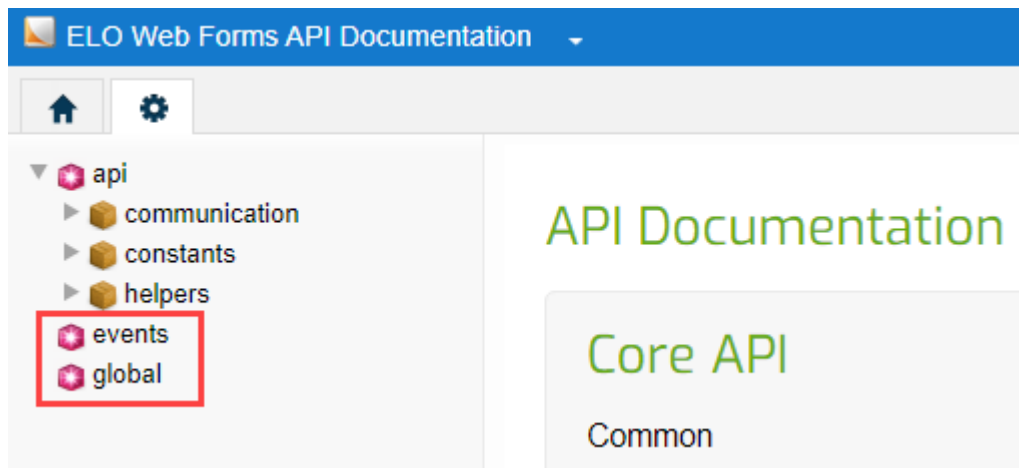 ELO Web Forms API Documentation
api
communication
constants
helpers
events
global
API Documentation
Core API
Common